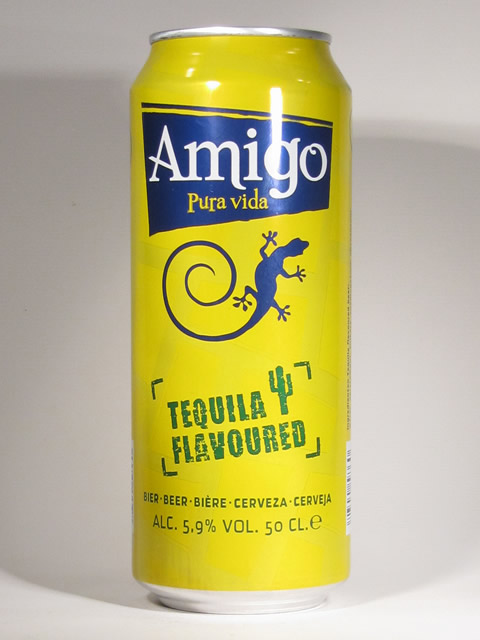 Amigo
Pura vida
TEQUILA
FLAVOURED
BIER·BEER·BIÈRE·CERVEZA·CERVEJA
ALC. 5,9% VOL. 50 CL.℮